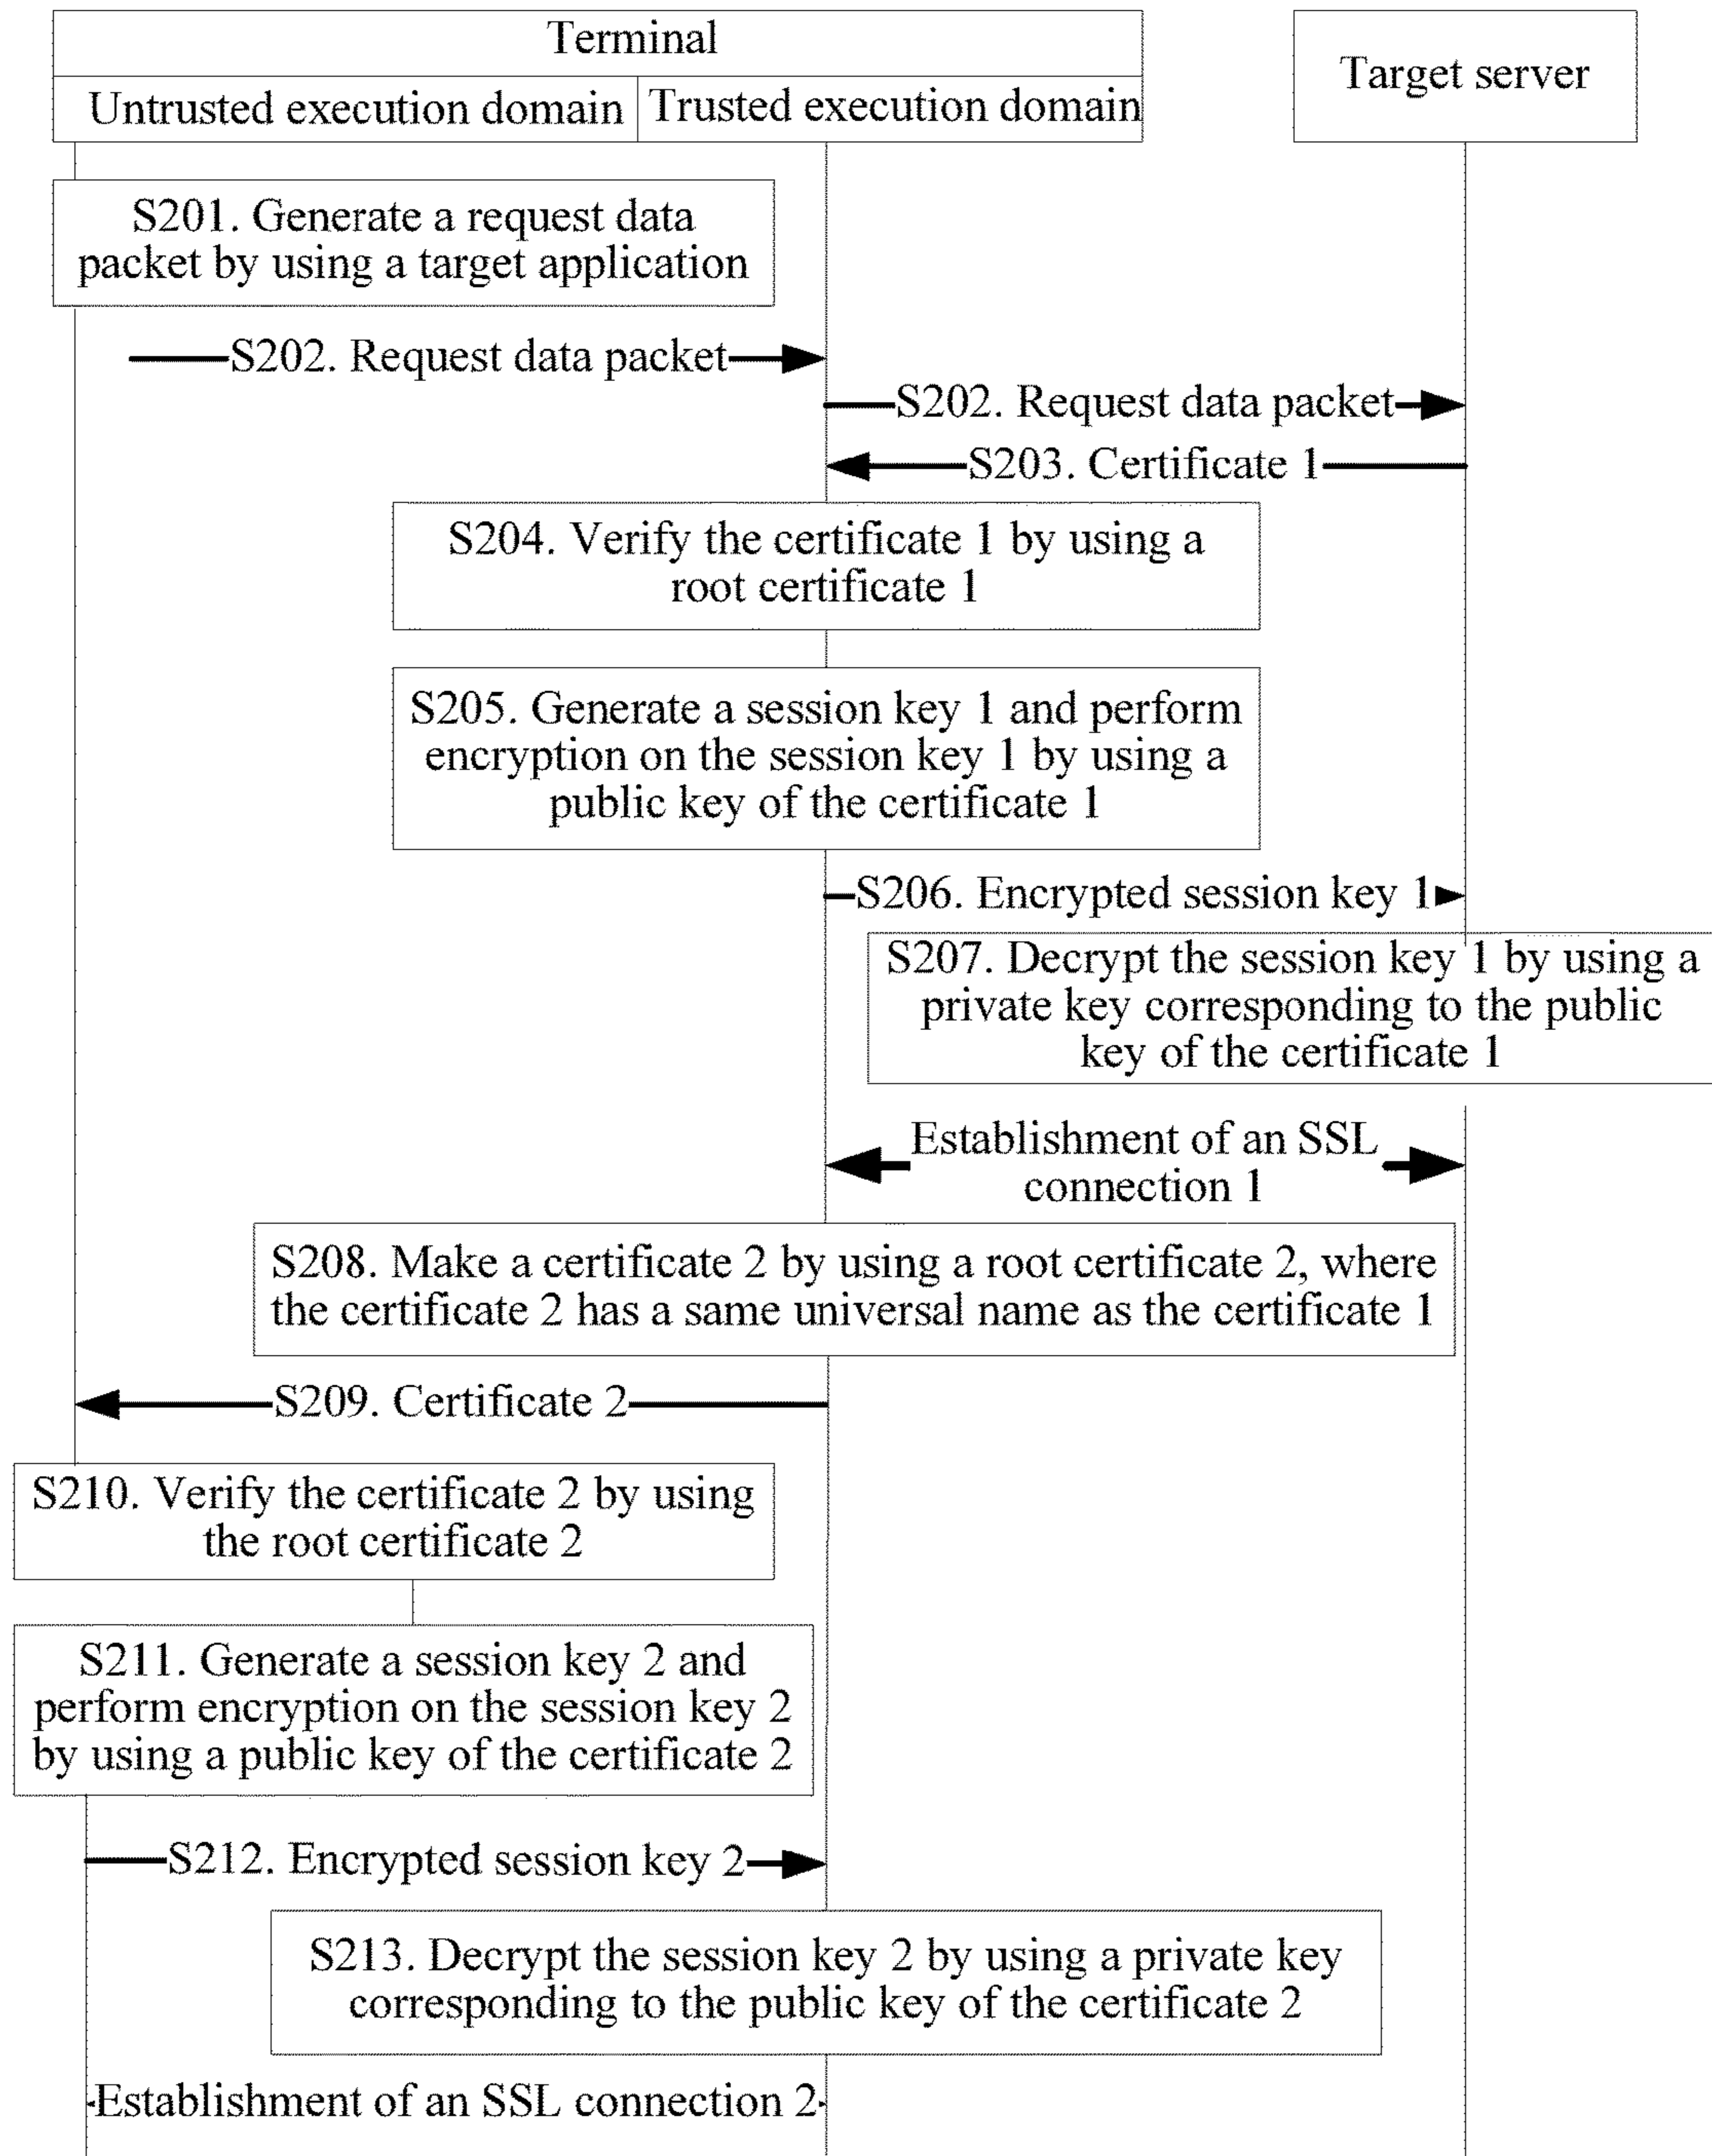 Terminal
Untrusted execution domain
Trusted execution domain
Target server
S201. Generate a request data
packet by using a target application
S202. Request data packet
S202. Request data packet
S203. Certificate 1
S204. Verify the certificate 1 by using a
root certificate 1
S205. Generate a session key 1 and perform
encryption on the session key 1 by using a
public key of the certificate 1
S206. Encrypted session key 1
S207. Decrypt the session key 1 by using a
private key corresponding to the public
key of the certificate 1
Establishment of an SSL
connection 1
S208. Make a certificate 2 by using a root certificate 2, where
the certificate 2 has a same universal name as the certificate 1
S209. Certificate 2
S210. Verify the certificate 2 by using
the root certificate 2
S211. Generate a session key 2 and
perform encryption on the session key 2
by using a public key of the certificate 2
S212. Encrypted session key 2
S213. Decrypt the session key 2 by using a private key
corresponding to the public key of the certificate 2
Establishment of an SSL connection 2